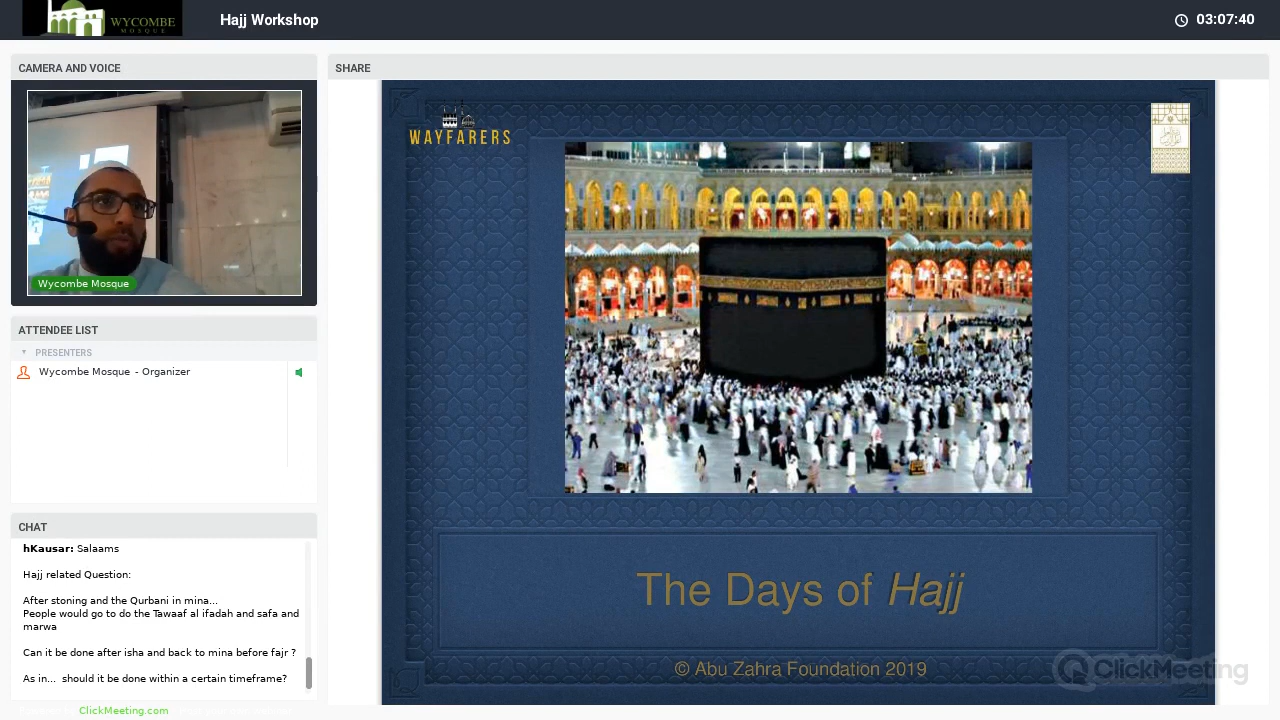 WYCOMBE
MOSQUE
Hajj Workshop
03:07:40
CAMERA AND VOICE
Wycombe Mosque
ATTENDEE LIST
PRESENTERS
Wycombe Mosque - Organizer
CHAT
hKausar: Salaams
Hajj related Question:
After stoning and the Qurbani in mina...
People would go to do the Tawaaf al ifadah and safa and
marwa
Can it be done after isha and back to mina before fajr ?
As in... should it be done within a certain timeframe?
ClickMeeting.com
SHARE
WAYFARERS
The Days of Hajj
© Abu Zahra Foundation 2019
ClickMeeting